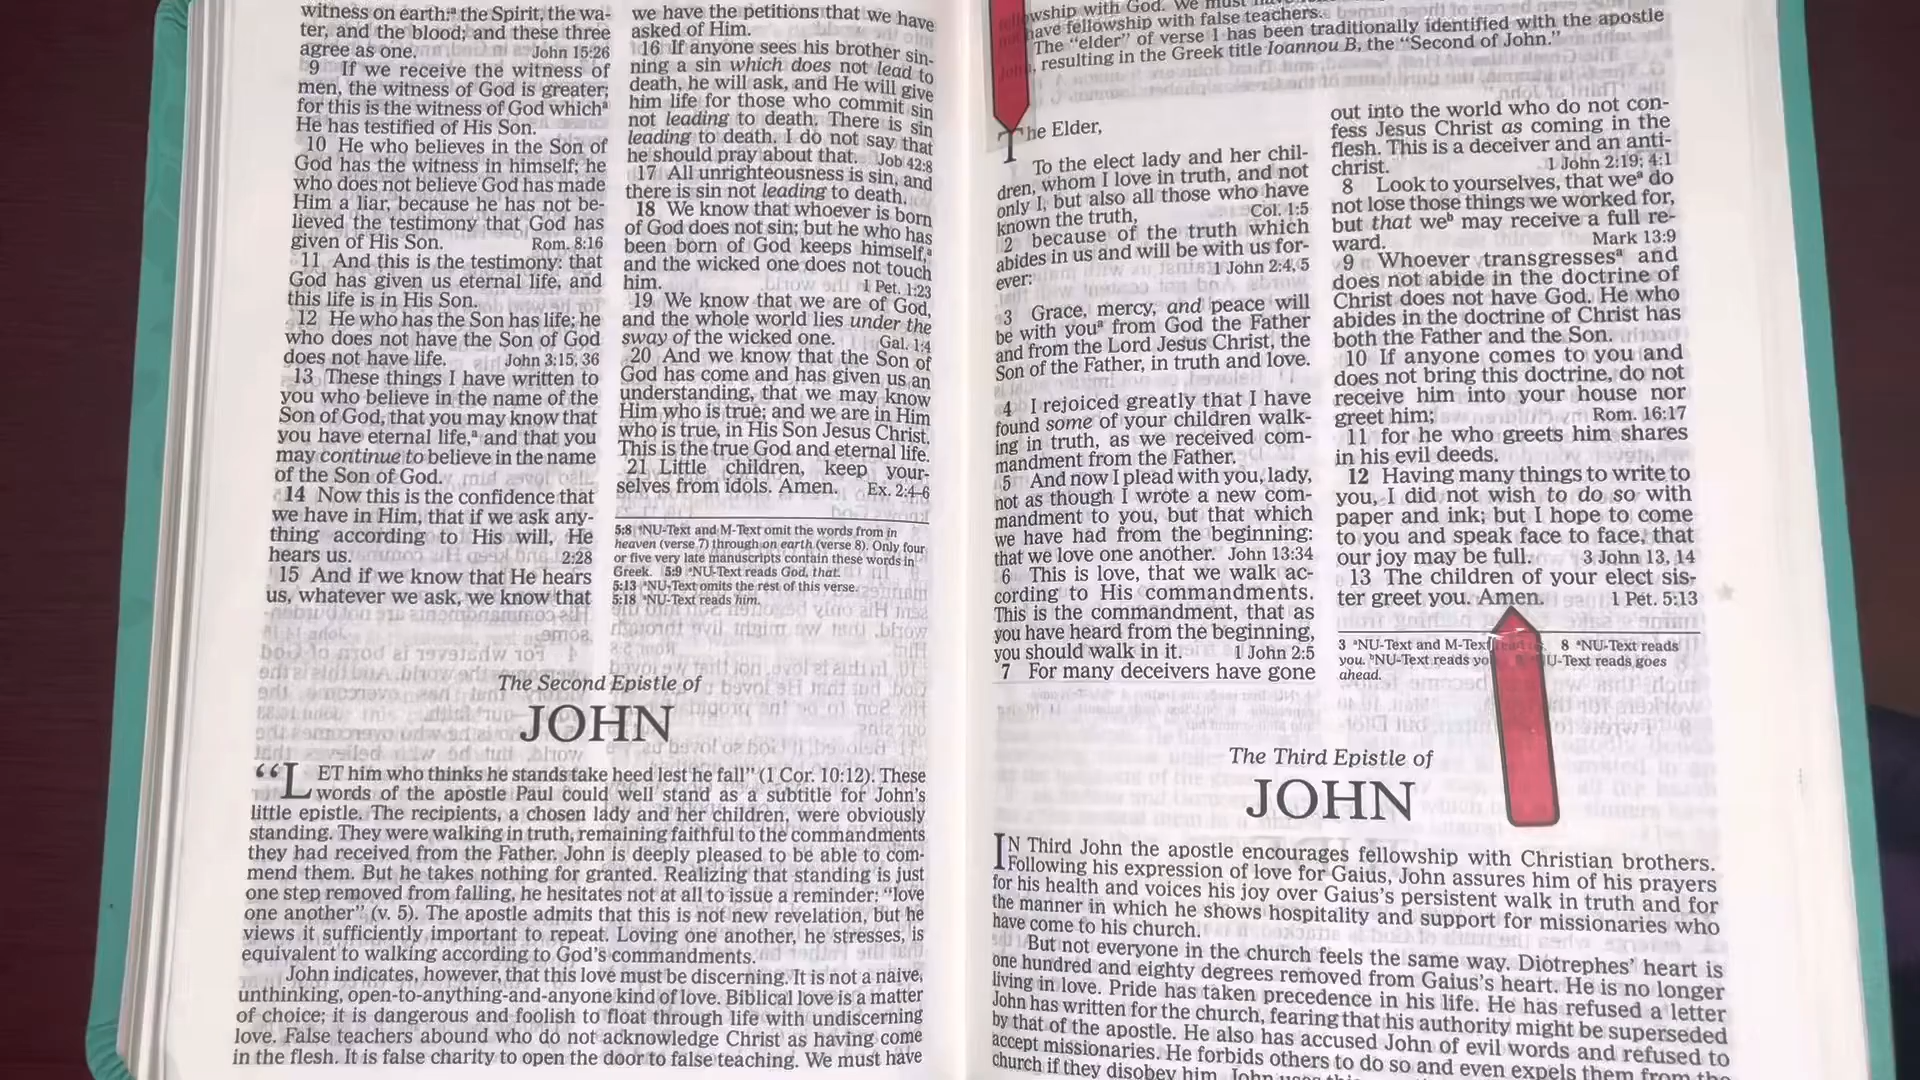 witness on earth:ᵃ the Spirit, the wa-
ter, and the blood; and these three
agree as one. John 15:26
9 If we receive the witness of
men, the witness of God is greater;
for this is the witness of God whichᵃ
He has testified of His Son.
10 He who believes in the Son of
God has the witness in himself; he
who does not believe God has made
Him a liar, because he has not be-
lieved the testimony that God has
given of His Son. Rom. 8:16
11 And this is the testimony: that
God has given us eternal life, and
this life is in His Son.
12 He who has the Son has life; he
who does not have the Son of God
does not have life. John 3:15, 36
13 These things I have written to
you who believe in the name of the
Son of God, that you may know that
you have eternal life,ᵃ and that you
may continue to believe in the name
of the Son of God.
14 Now this is the confidence that
we have in Him, that if we ask any-
thing according to His will, He
hears us. 2:28
15 And if we know that He hears
us, whatever we ask, we know that
we have the petitions that we have
asked of Him.
16 If anyone sees his brother sin-
ning a sin which does not lead to
death, he will ask, and He will give
him life for those who commit sin
not leading to death. There is sin
leading to death. I do not say that
he should pray about that. Job 42:8
17 All unrighteousness is sin, and
there is sin not leading to death.
18 We know that whoever is born
of God does not sin; but he who has
been born of God keeps himself,ᵃ
and the wicked one does not touch
him. 1 Pet. 1:23
19 We know that we are of God,
and the whole world lies under the
sway of the wicked one. Gal. 1:4
20 And we know that the Son of
God has come and has given us an
understanding, that we may know
Him who is true; and we are in Him
who is true, in His Son Jesus Christ.
This is the true God and eternal life.
21 Little children, keep your-
selves from idols. Amen. Ex. 2:4–6
5:8 ᵃNU-Text and M-Text omit the words from in
heaven (verse 7) through on earth (verse 8). Only four
or five very late manuscripts contain these words in
Greek. 5:9 ᵃNU-Text reads God, that.
5:13 ᵃNU-Text omits the rest of this verse.
5:18 ᵃNU-Text reads him.
The Second Epistle of
JOHN
“LET him who thinks he stands take heed lest he fall” (1 Cor. 10:12). These
words of the apostle Paul could well stand as a subtitle for John’s
little epistle. The recipients, a chosen lady and her children, were obviously
standing. They were walking in truth, remaining faithful to the commandments
they had received from the Father. John is deeply pleased to be able to com-
mend them. But he takes nothing for granted. Realizing that standing is just
one step removed from falling, he hesitates not at all to issue a reminder: “love
one another” (v. 5). The apostle admits that this is not new revelation, but he
views it sufficiently important to repeat. Loving one another, he stresses, is
equivalent to walking according to God’s commandments.
John indicates, however, that this love must be discerning. It is not a naive,
unthinking, open-to-anything-and-anyone kind of love. Biblical love is a matter
of choice; it is dangerous and foolish to float through life with undiscerning
love. False teachers abound who do not acknowledge Christ as having come
in the flesh. It is false charity to open the door to false teaching. We must have
fellowship with God. We must
have fellowship with false teachers.
The “elder” of verse 1 has been traditionally identified with the apostle
John, resulting in the Greek title Ioannou B, the “Second of John.”
The Elder,
To the elect lady and her chil-
dren, whom I love in truth, and not
only I, but also all those who have
known the truth, Col. 1:5
2 because of the truth which
abides in us and will be with us for-
ever: 1 John 2:4, 5
3 Grace, mercy, and peace will
be with youᵃ from God the Father
and from the Lord Jesus Christ, the
Son of the Father, in truth and love.
4 I rejoiced greatly that I have
found some of your children walk-
ing in truth, as we received com-
mandment from the Father.
5 And now I plead with you, lady,
not as though I wrote a new com-
mandment to you, but that which
we have had from the beginning:
that we love one another. John 13:34
6 This is love, that we walk ac-
cording to His commandments.
This is the commandment, that as
you have heard from the beginning,
you should walk in it. 1 John 2:5
7 For many deceivers have gone
out into the world who do not con-
fess Jesus Christ as coming in the
flesh. This is a deceiver and an anti-
christ. 1 John 2:19; 4:1
8 Look to yourselves, that weᵃ do
not lose those things we worked for,
but that weᵇ may receive a full re-
ward. Mark 13:9
9 Whoever transgressesᵃ and
does not abide in the doctrine of
Christ does not have God. He who
abides in the doctrine of Christ has
both the Father and the Son.
10 If anyone comes to you and
does not bring this doctrine, do not
receive him into your house nor
greet him; Rom. 16:17
11 for he who greets him shares
in his evil deeds.
12 Having many things to write to
you, I did not wish to do so with
paper and ink; but I hope to come
to you and speak face to face, that
our joy may be full. 3 John 13, 14
13 The children of your elect sis-
ter greet you. Amen. 1 Pet. 5:13
3 ᵃNU-Text and M-Text 8 ᵃNU-Text reads
you. ᵇNU-Text reads U-Text reads goes
ahead.
The Third Epistle of
JOHN
IN Third John the apostle encourages fellowship with Christian brothers.
Following his expression of love for Gaius, John assures him of his prayers
for his health and voices his joy over Gaius’s persistent walk in truth and for
the manner in which he shows hospitality and support for missionaries who
have come to his church.
But not everyone in the church feels the same way. Diotrephes’ heart is
one hundred and eighty degrees removed from Gaius’s heart. He is no longer
living in love. Pride has taken precedence in his life. He has refused a letter
John has written for the church, fearing that his authority might be superseded
by that of the apostle. He also has accused John of evil words and refused to
accept missionaries. He forbids others to do so and even expels them from the
church if they disobey him. John uses this